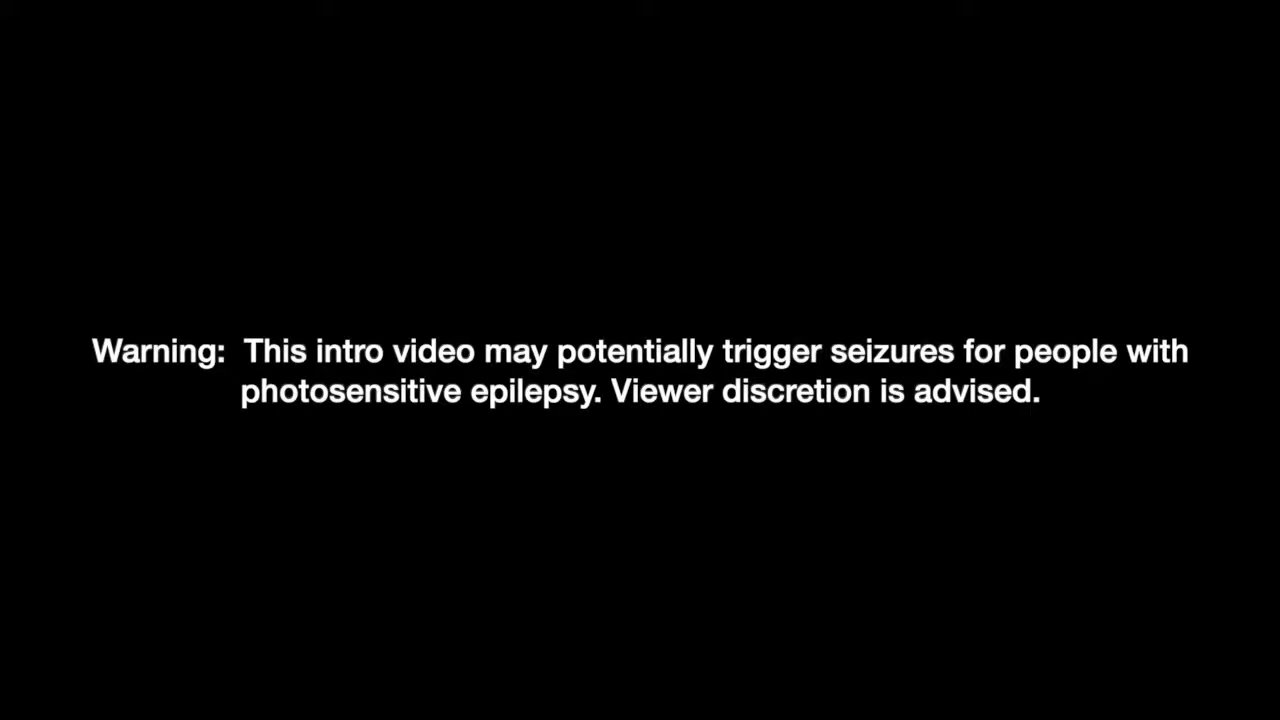 Warning:  This intro video may potentially trigger seizures for people with
photosensitive epilepsy. Viewer discretion is advised.